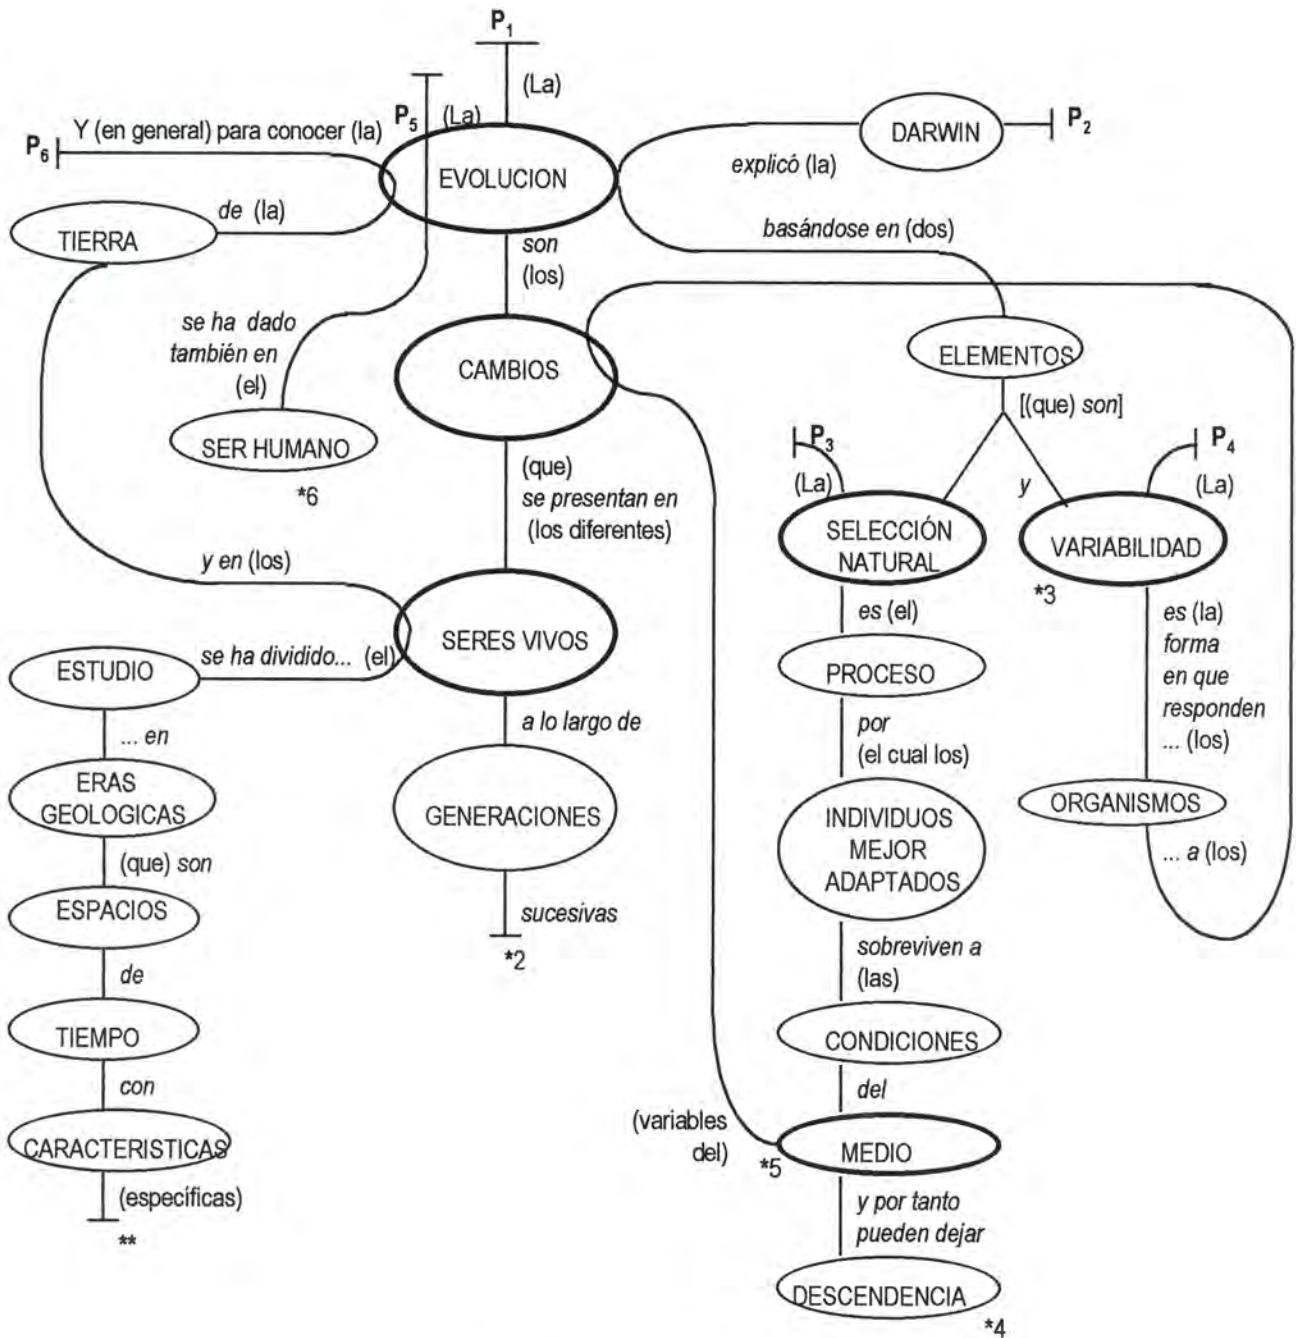 P1
(La)
P5
(La)
Y (en general) para conocer (la)
P6
DARWIN
P2
explicó (la)
EVOLUCION
de (la)
TIERRA
basándose en (dos)
son
(los)
se ha dado
también en
(el)
CAMBIOS
ELEMENTOS
[(que) son]
SER HUMANO
*6
(que)
se presentan en
(los diferentes)
P3
(La)
y
P4
(La)
SELECCIÓN
NATURAL
VARIABILIDAD
*3
y en (los)
SERES VIVOS
se ha dividido... (el)
ESTUDIO
es (el)
PROCESO
es (la)
forma
en que
responden
... (los)
a lo largo de
... en
por
(el cual los)
ERAS
GEOLOGICAS
GENERACIONES
INDIVIDUOS
MEJOR
ADAPTADOS
ORGANISMOS
... a (los)
(que) son
ESPACIOS
sucesivas
*2
sobreviven a
(las)
de
TIEMPO
CONDICIONES
con
del
CARACTERISTICAS
(variables
del)
*5
MEDIO
(específicas)
**
y por tanto
pueden dejar
DESCENDENCIA
*4